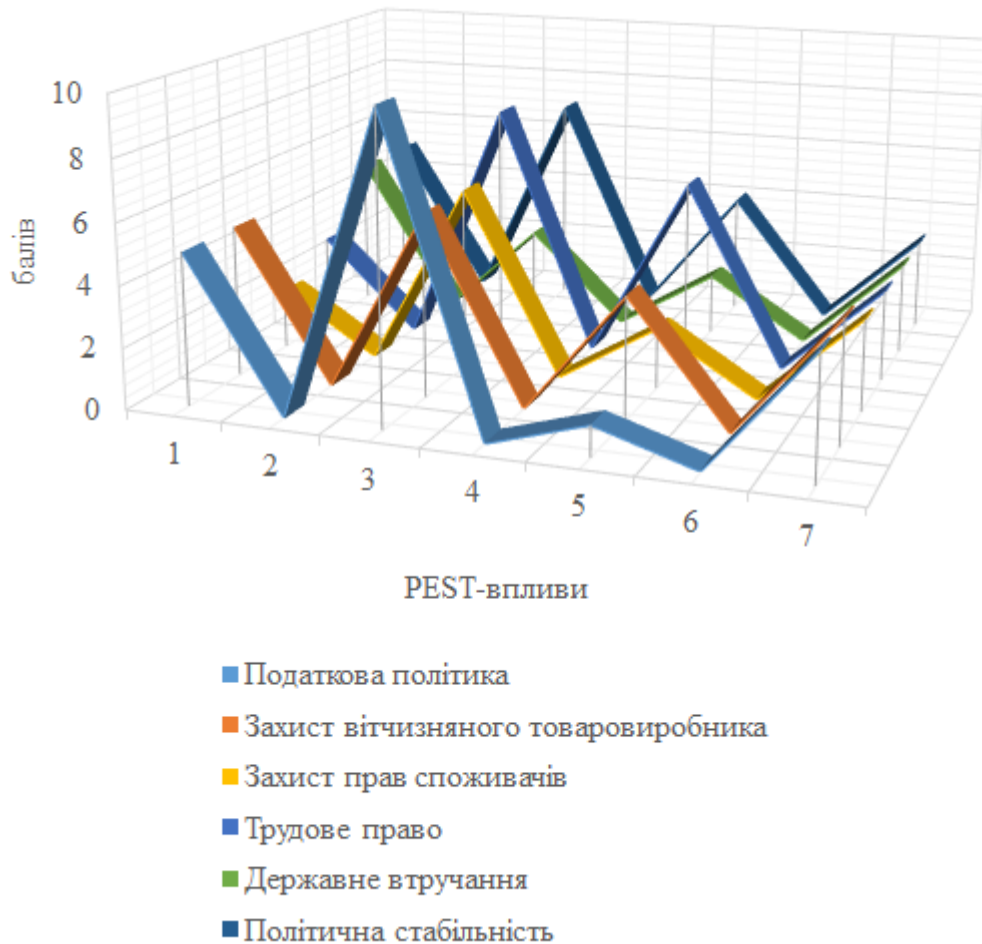 10
8
6
4
2
0
балів
1
2
3
4
5
6
7
PEST-впливи
Податкова політика
Захист вітчизняного товаровиробника
Захист прав споживачів
Трудове право
Державне втручання
Політична стабільність